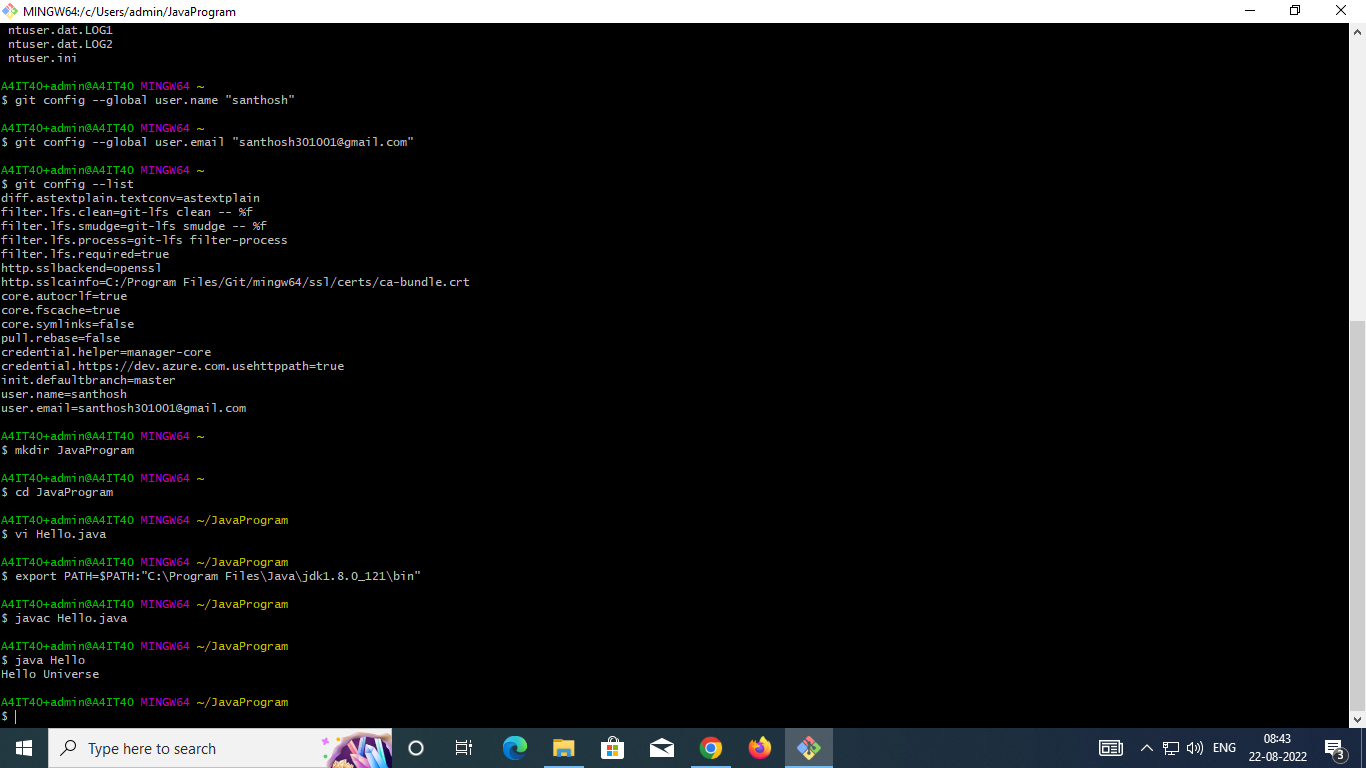 MINGW64:/c/Users/admin/JavaProgram
ntuser.dat.LOG1
ntuser.dat.LOG2
ntuser.ini
A4IT40+admin@A4IT40 MINGW64 ~
$ git config --global user.name "santhosh"
A4IT40+admin@A4IT40 MINGW64 ~
$ git config --global user.email "santhosh301001@gmail.com"
A4IT40+admin@A4IT40 MINGW64 ~
$ git config --list
diff.astextplain.textconv=astextplain
filter.lfs.clean=git-lfs clean -- %f
filter.lfs.smudge=git-lfs smudge -- %f
filter.lfs.process=git-lfs filter-process
filter.lfs.required=true
http.sslbackend=openssl
http.sslcainfo=C:/Program Files/Git/mingw64/ssl/certs/ca-bundle.crt
core.autocrlf=true
core.fscache=true
core.symlinks=false
pull.rebase=false
credential.helper=manager-core
credential.https://dev.azure.com.usehttppath=true
init.defaultbranch=master
user.name=santhosh
user.email=santhosh301001@gmail.com
A4IT40+admin@A4IT40 MINGW64 ~
$ mkdir JavaProgram
A4IT40+admin@A4IT40 MINGW64 ~
$ cd JavaProgram
A4IT40+admin@A4IT40 MINGW64 ~/JavaProgram
$ vi Hello.java
A4IT40+admin@A4IT40 MINGW64 ~/JavaProgram
$ export PATH=$PATH:"C:\Program Files\Java\jdk1.8.0_121\bin"
A4IT40+admin@A4IT40 MINGW64 ~/JavaProgram
$ javac Hello.java
A4IT40+admin@A4IT40 MINGW64 ~/JavaProgram
$ java Hello
Hello Universe
A4IT40+admin@A4IT40 MINGW64 ~/JavaProgram
$
Type here to search
ENG
08:43
22-08-2022
3